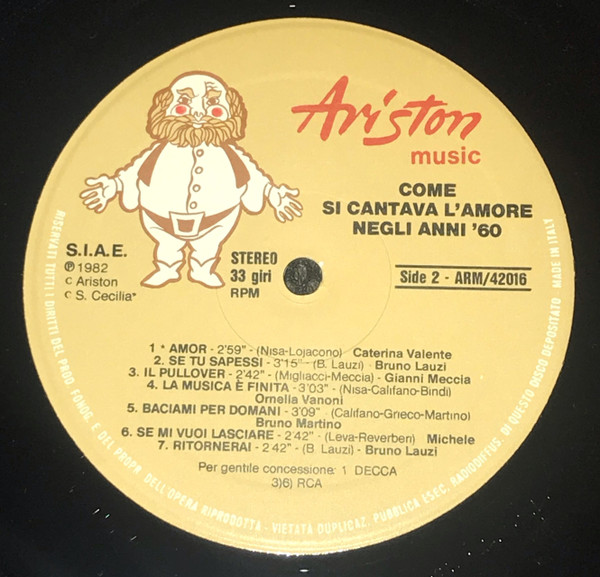 Ariston
music
COME
SI CANTAVA L'AMORE
NEGLI ANNI '60
S.I.A.E.
℗ 1982
c Ariston
c S. Cecilia*
STEREO
33 giri
RPM
Side 2 - ARM/42016
1 * AMOR - 2'59" - (Nisa-Lojacono) Caterina Valente
2. SE TU SAPESSI - 3'15" - (B. Lauzi) - Bruno Lauzi
3. IL PULLOVER - 2'42" - (Migliacci-Meccia) - Gianni Meccia
4. LA MUSICA È FINITA - 3'03" - (Nisa-Califano-Bindi)
Ornella Vanoni
5. BACIAMI PER DOMANI - 3'09" (Califano-Grieco-Martino)
Bruno Martino
6. SE MI VUOI LASCIARE - 2'42" - (Leva-Reverberi) Michele
7. RITORNERAI - 2'42" - (B. Lauzi) - Bruno Lauzi
Per gentile concessione: 1 DECCA
3)6) RCA
RISERVATI TUTTI I DIRITTI DEL PROD. FONOG. E DEL PROPR. DELL'OPERA RIPRODOTTA - VIETATA DUPLICAZ. PUBBLICA ESEC. RADIODIFFUS. DI QUESTO DISCO DEPOSITATO MADE IN ITALY